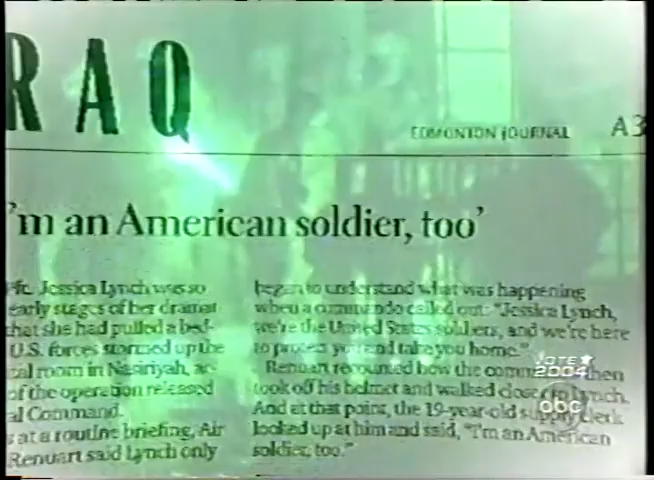 RAQ
EDMONTON JOURNAL A3
'm an American soldier, too'
Pfc. Jessica Lynch was so
early stages of her dramat
that she had pulled a bed-
U.S. forces stormed up the
cal room in Nasiriyah, ac-
of the operation released
al Command.
s at a routine briefing, Air
Renuart said Lynch only
began to understand what was happening
when a commando called out: "Jessica Lynch,
we're the United States soldiers, and we're here
to protect you and take you home."
Renuart recounted how the commando then
took off his helmet and walked close to Lynch.
And at that point, the 19-year-old supply clerk
looked up at him and said, "I'm an American
soldier, too."
VOTE
2004
abc